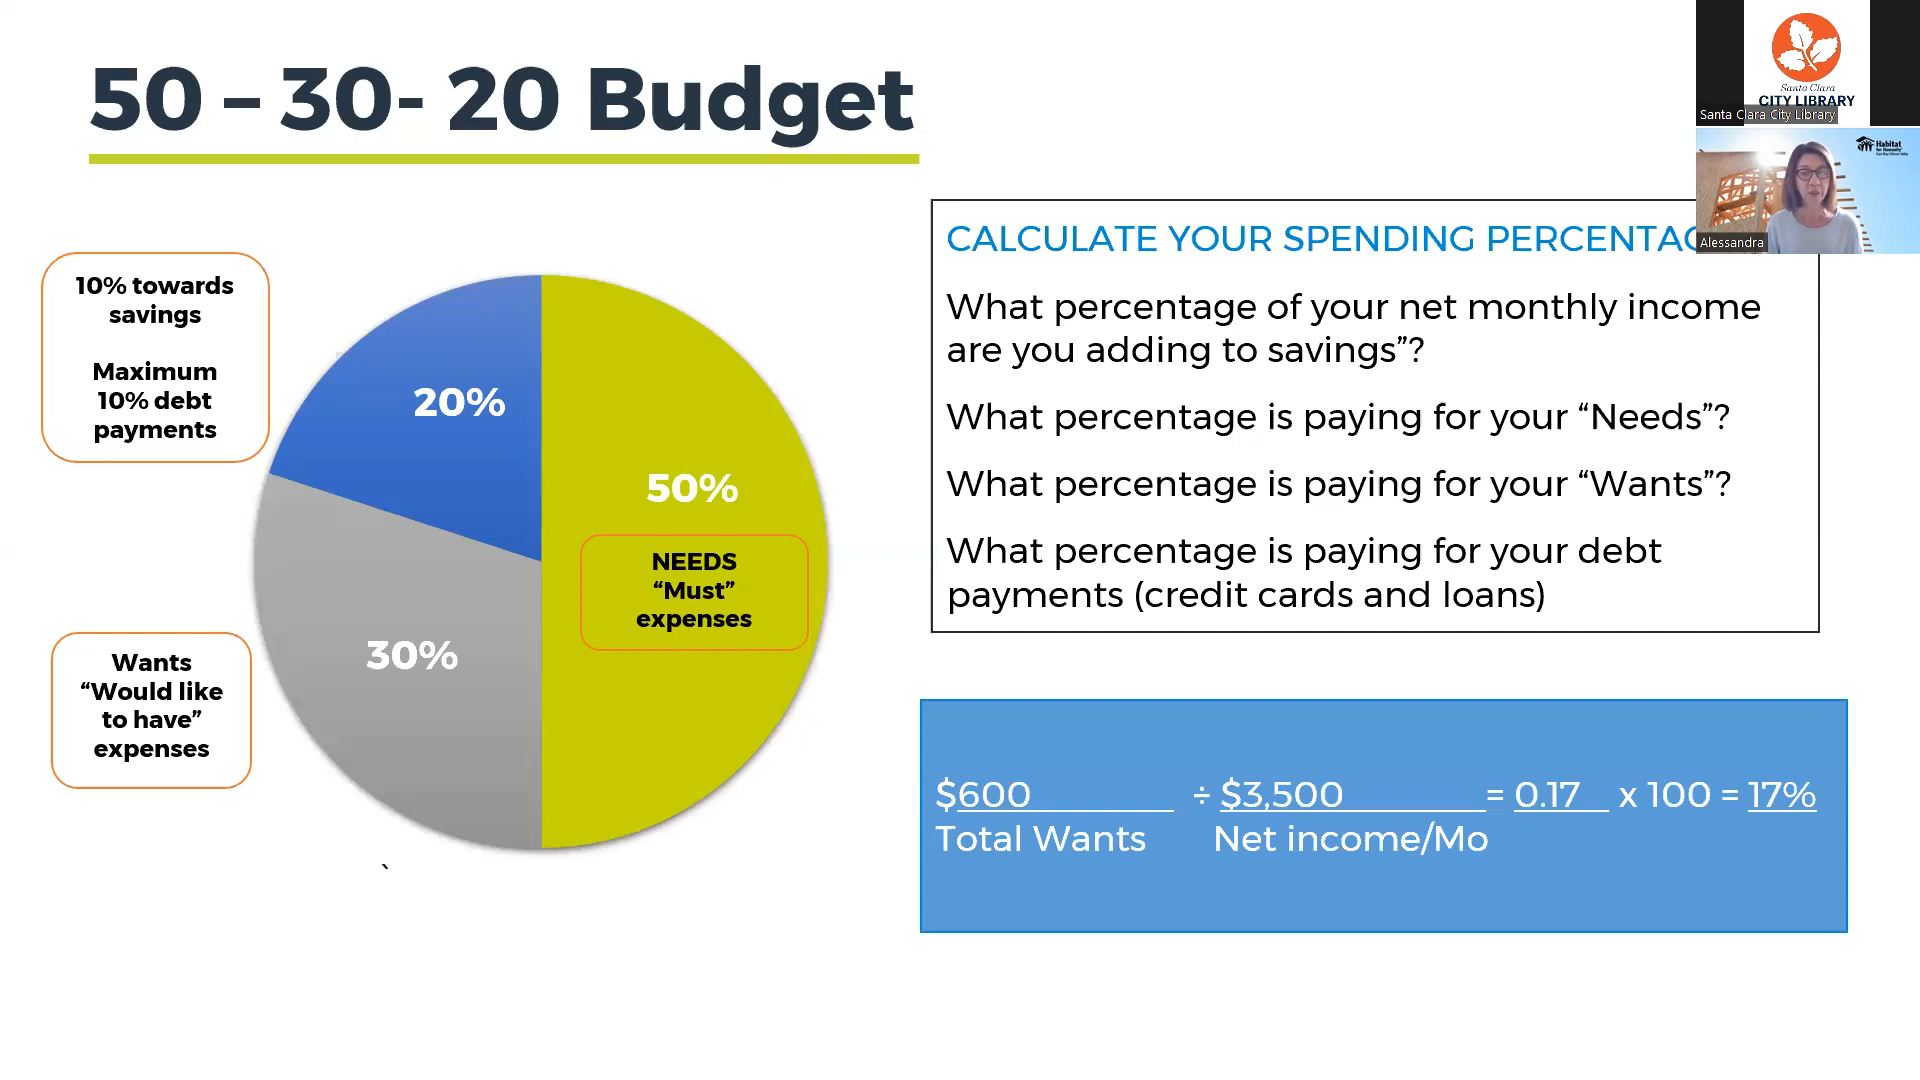 50 – 30- 20 Budget
Santa Clara
CITY LIBRARY
Santa Clara City Library
Habitat
for Humanity
Alessandra
10% towards
savings
Maximum
10% debt
payments
20%
50%
NEEDS
“Must”
expenses
30%
Wants
“Would like
to have”
expenses
CALCULATE YOUR SPENDING
What percentage of your net monthly income
are you adding to savings”?
What percentage is paying for your “Needs”?
What percentage is paying for your “Wants”?
What percentage is paying for your debt
payments (credit cards and loans)
$600 ÷ $3,500 = 0.17 x 100 = 17%
Total Wants Net income/Mo
`